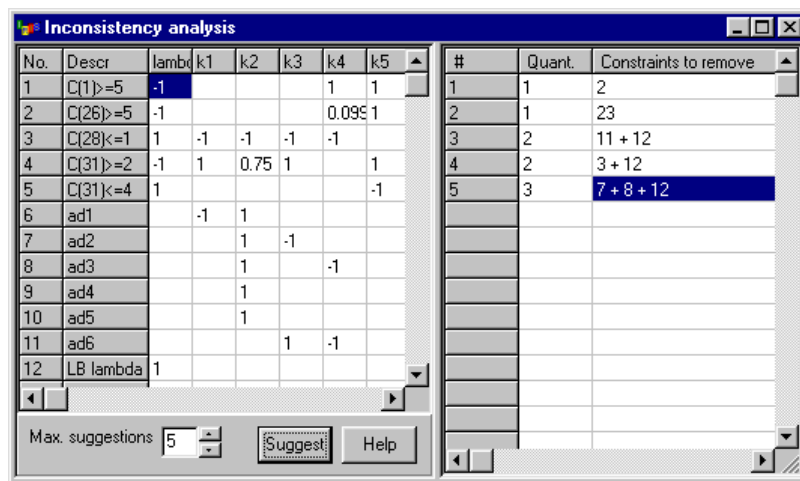 Inconsistency analysis
No. Descr lambd k1 k2 k3 k4 k5
1 C(1)>=5 -1 1 1
2 C(26)>=5 -1 0.099 1
3 C(28)<=1 1 -1 -1 -1 -1
4 C(31)>=2 -1 1 0.75 1 1
5 C(31)<=4 1 -1
6 ad1 -1 1
7 ad2 1 -1
8 ad3 1 -1
9 ad4 1
10 ad5 1
11 ad6 1 -1
12 LB lambda 1
Max. suggestions 5 Suggest Help
# Quant. Constraints to remove
1 1 2
2 1 23
3 2 11 + 12
4 2 3 + 12
5 3 7 + 8 + 12